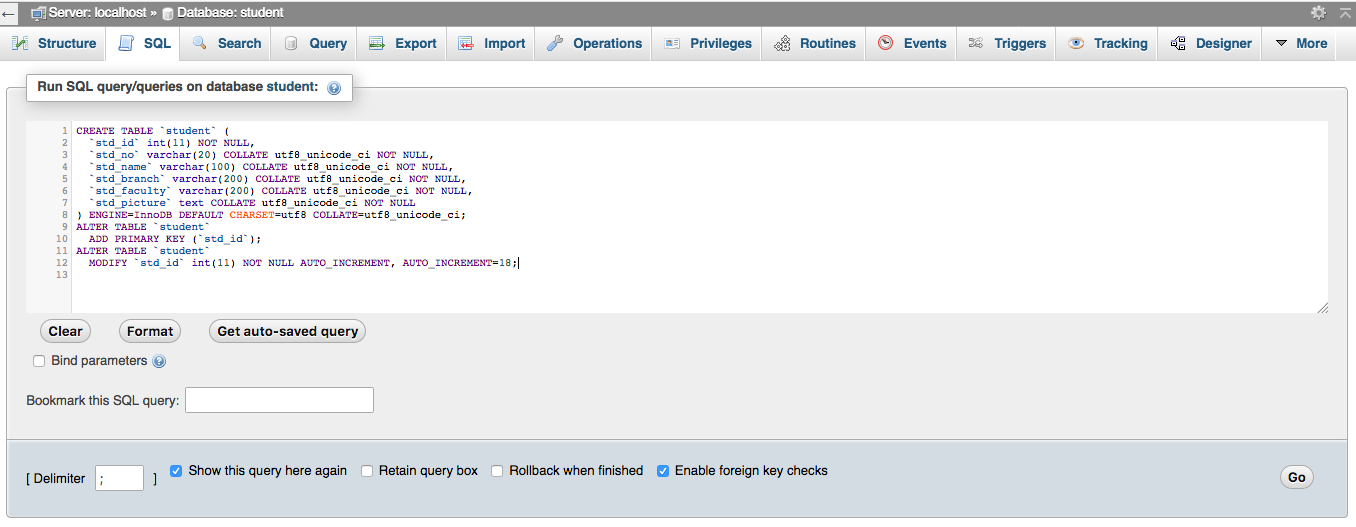 ← Server: localhost » Database: student
Structure SQL Search Query Export Import Operations Privileges Routines Events Triggers Tracking Designer More
Run SQL query/queries on database student:
1 CREATE TABLE `student` (
2   `std_id` int(11) NOT NULL,
3   `std_no` varchar(20) COLLATE utf8_unicode_ci NOT NULL,
4   `std_name` varchar(100) COLLATE utf8_unicode_ci NOT NULL,
5   `std_branch` varchar(200) COLLATE utf8_unicode_ci NOT NULL,
6   `std_faculty` varchar(200) COLLATE utf8_unicode_ci NOT NULL,
7   `std_picture` text COLLATE utf8_unicode_ci NOT NULL
8 ) ENGINE=InnoDB DEFAULT CHARSET=utf8 COLLATE=utf8_unicode_ci;
9 ALTER TABLE `student`
10   ADD PRIMARY KEY (`std_id`);
11 ALTER TABLE `student`
12   MODIFY `std_id` int(11) NOT NULL AUTO_INCREMENT, AUTO_INCREMENT=18;
13
Clear Format Get auto-saved query
Bind parameters
Bookmark this SQL query:
[ Delimiter ; ] Show this query here again Retain query box Rollback when finished Enable foreign key checks Go